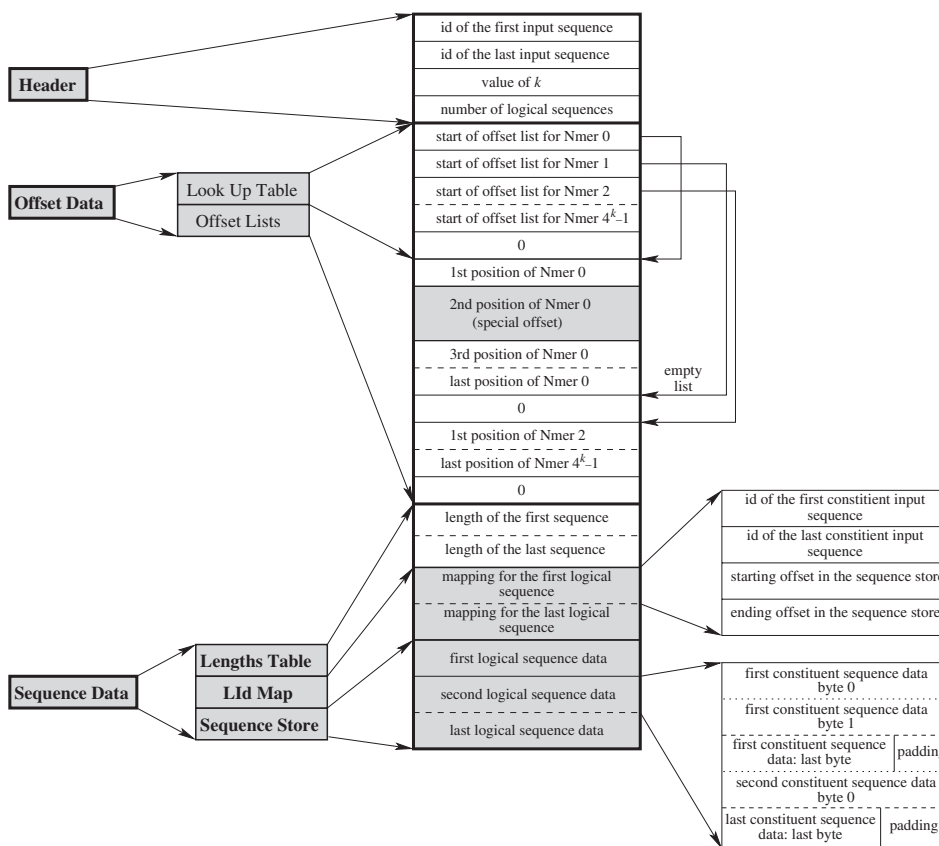 Header
Offset Data
Look Up Table
Offset Lists
Sequence Data
Lengths Table
LId Map
Sequence Store
id of the first input sequence
id of the last input sequence
value of k
number of logical sequences
start of offset list for Nmer 0
start of offset list for Nmer 1
start of offset list for Nmer 2
start of offset list for Nmer 4^k–1
0
1st position of Nmer 0
2nd position of Nmer 0
(special offset)
3rd position of Nmer 0
last position of Nmer 0
0
1st position of Nmer 2
last position of Nmer 4^k–1
0
length of the first sequence
length of the last sequence
mapping for the first logical
sequence
mapping for the last logical
sequence
first logical sequence data
second logical sequence data
last logical sequence data
empty
list
id of the first constitient input
sequence
id of the last constitient input
sequence
starting offset in the sequence store
ending offset in the sequence store
first constituent sequence data
byte 0
first constituent sequence data
byte 1
first constituent sequence
data: last byte
padding
second constituent sequence data
byte 0
last constituent sequence
data: last byte
padding